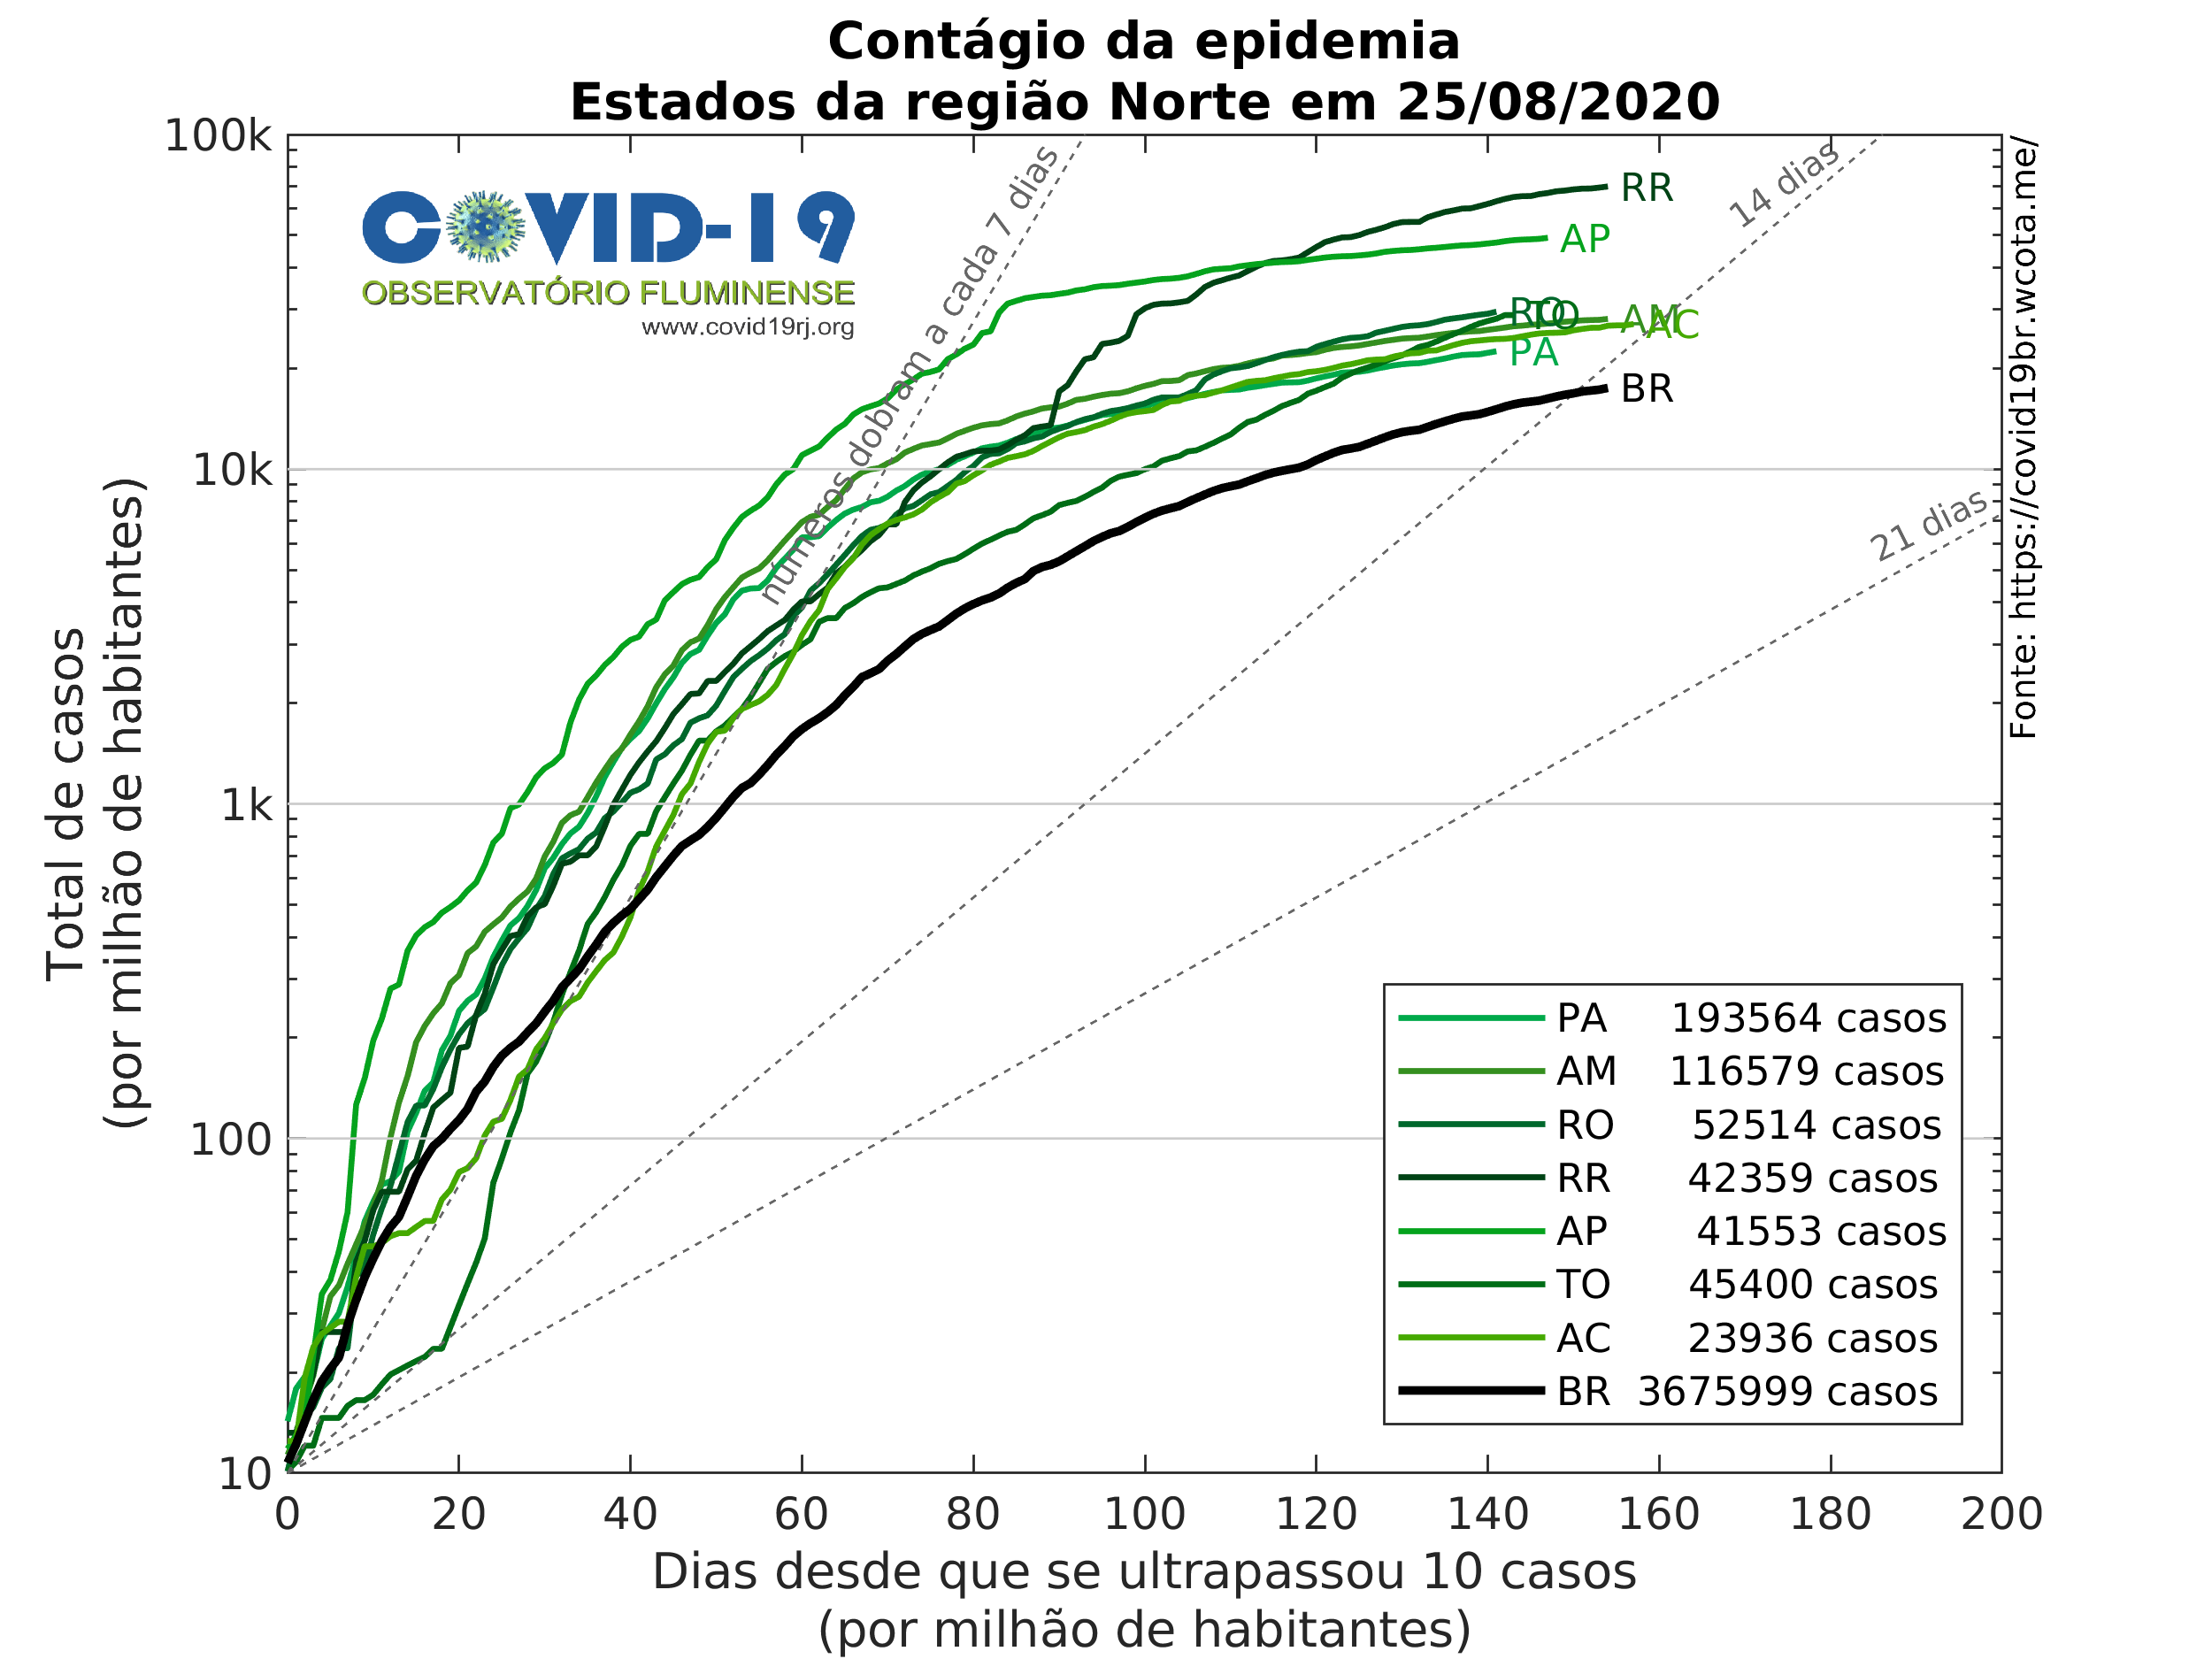 Contágio da epidemia
Estados da região Norte em 25/08/2020
COVID-19
OBSERVATÓRIO FLUMINENSE
www.covid19rj.org
Total de casos
(por milhão de habitantes)
100k
10k
1k
100
10
números dobram a cada 7 dias
14 dias
21 dias
RR
AP
RO
TO
AM
AC
PA
BR
Fonte: https://covid19br.wcota.me/
PA 193564 casos
AM 116579 casos
RO 52514 casos
RR 42359 casos
AP 41553 casos
TO 45400 casos
AC 23936 casos
BR 3675999 casos
0 20 40 60 80 100 120 140 160 180 200
Dias desde que se ultrapassou 10 casos
(por milhão de habitantes)